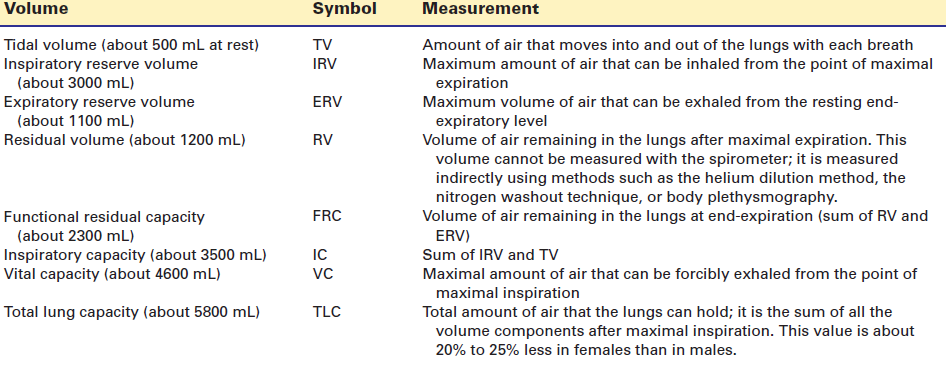 Volume Symbol Measurement
Tidal volume (about 500 mL at rest) TV Amount of air that moves into and out of the lungs with each breath
Inspiratory reserve volume IRV Maximum amount of air that can be inhaled from the point of maximal
(about 3000 mL) expiration
Expiratory reserve volume ERV Maximum volume of air that can be exhaled from the resting end-
(about 1100 mL) expiratory level
Residual volume (about 1200 mL) RV Volume of air remaining in the lungs after maximal expiration. This
volume cannot be measured with the spirometer; it is measured
indirectly using methods such as the helium dilution method, the
nitrogen washout technique, or body plethysmography.
Functional residual capacity FRC Volume of air remaining in the lungs at end-expiration (sum of RV and
(about 2300 mL) ERV)
Inspiratory capacity (about 3500 mL) IC Sum of IRV and TV
Vital capacity (about 4600 mL) VC Maximal amount of air that can be forcibly exhaled from the point of
maximal inspiration
Total lung capacity (about 5800 mL) TLC Total amount of air that the lungs can hold; it is the sum of all the
volume components after maximal inspiration. This value is about
20% to 25% less in females than in males.